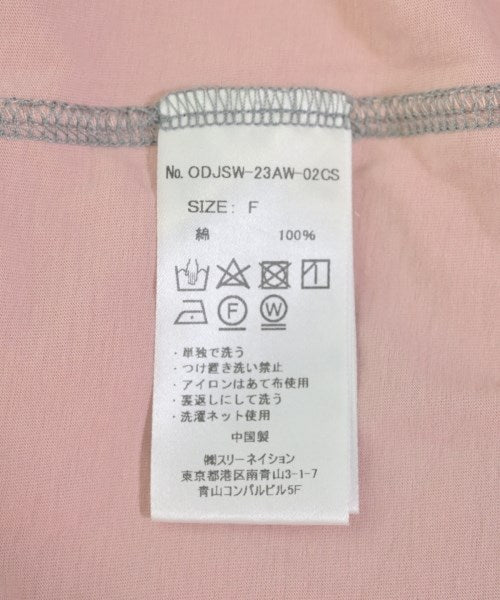 No. ODJSW-23AW-02CS
SIZE: F
綿 100%
F W
・単独で洗う
・つけ置き洗い禁止
・アイロンはあて布使用
・裏返しにして洗う
・洗濯ネット使用
中国製
㈱スリーネイション
東京都港区南青山3-1-7
青山コンパルビル5F